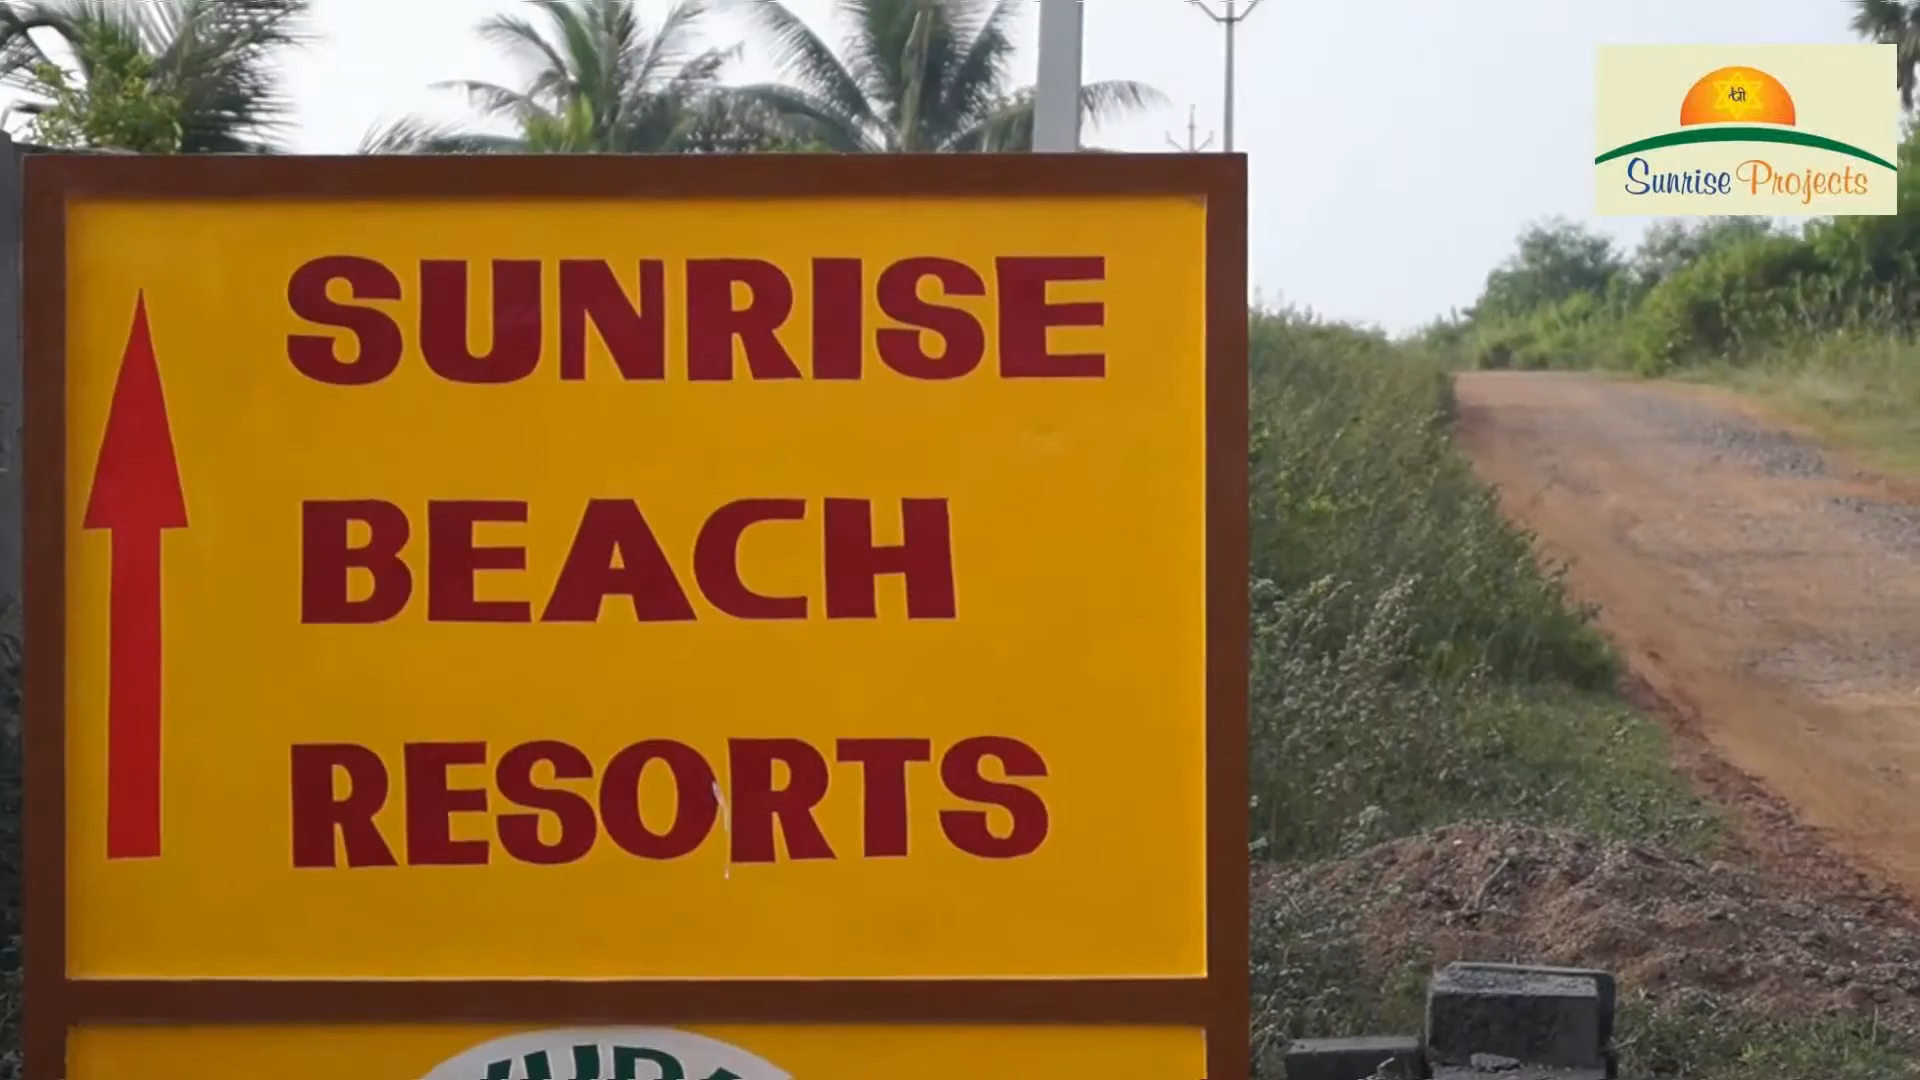 SUNRISE
BEACH
RESORTS
श्री
Sunrise Projects